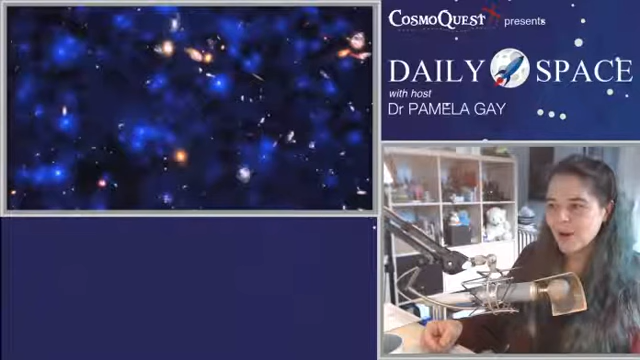 CosmoQuest presents
DAILY SPACE
with host
Dr PAMELA GAY